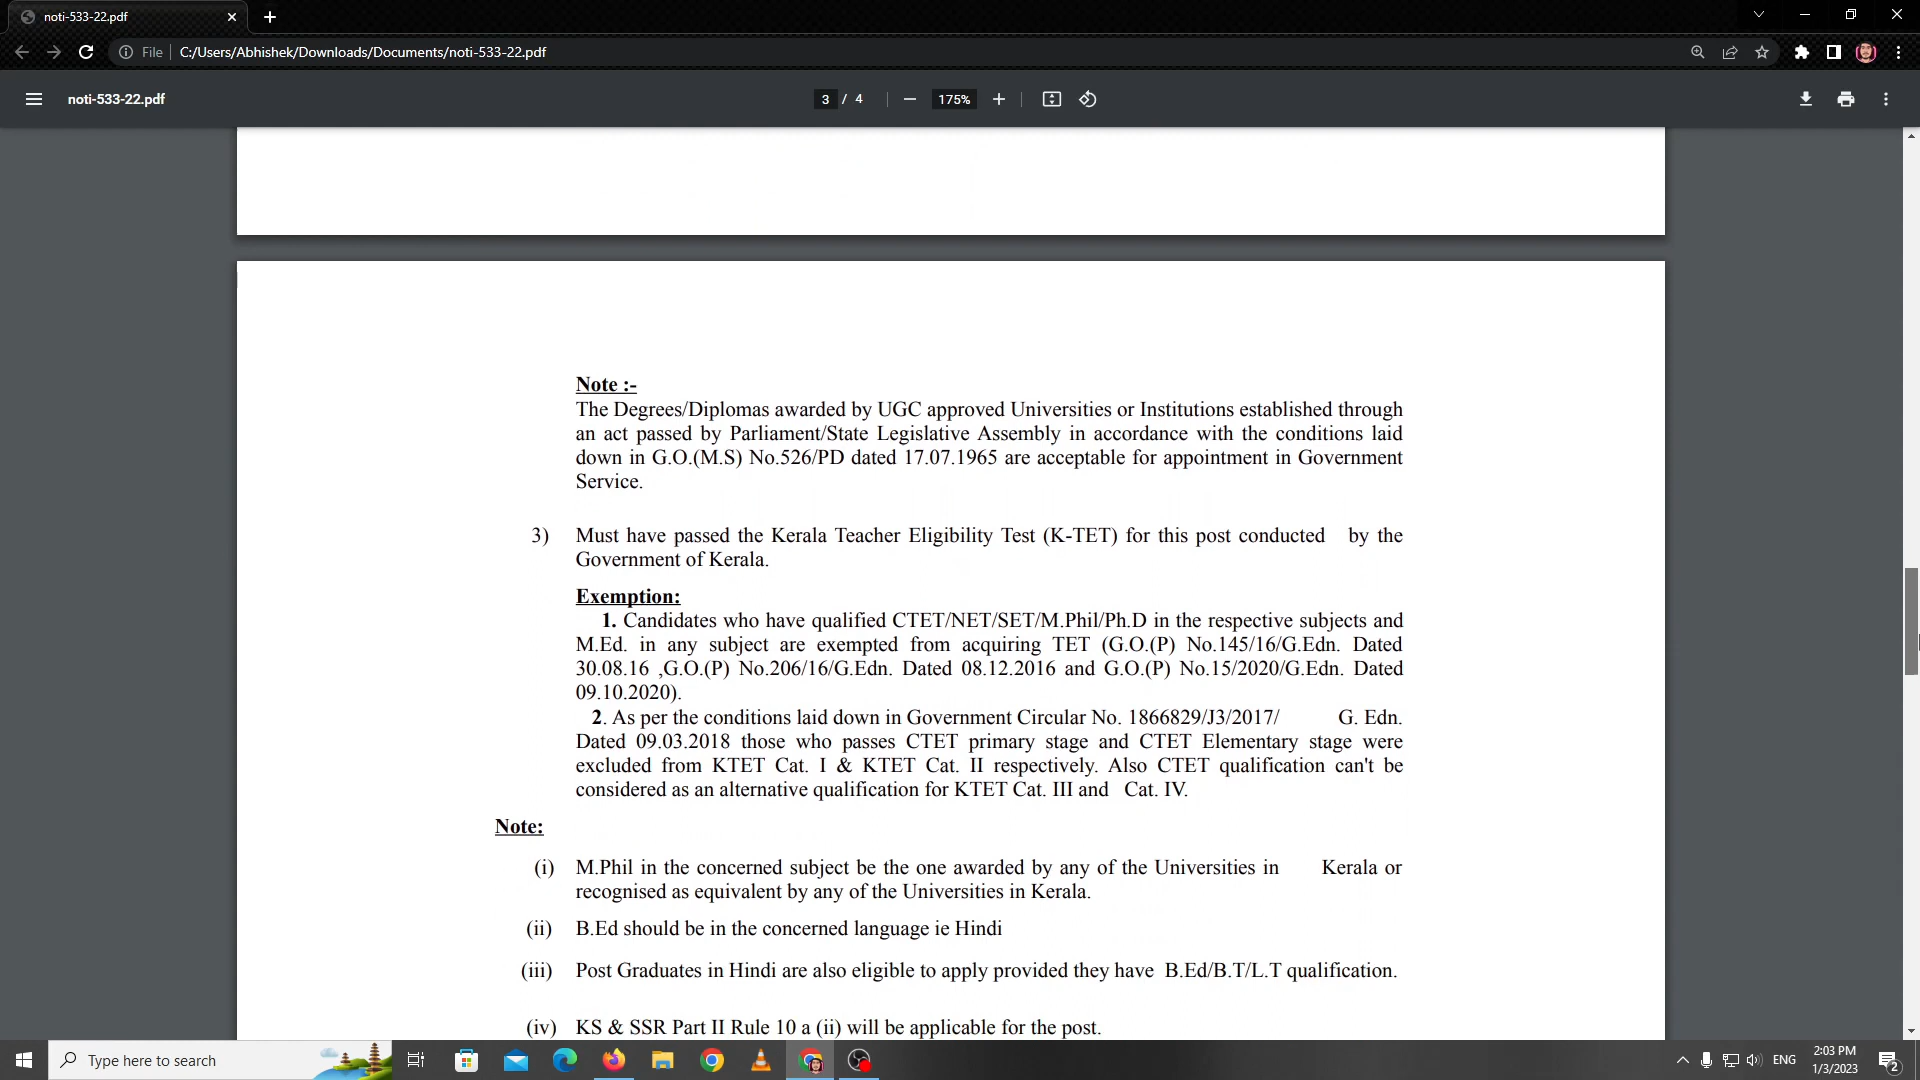 noti-533-22.pdf
File
C:/Users/Abhishek/Downloads/Documents/noti-533-22.pdf
noti-533-22.pdf
3 / 4
175%
Note :-
The Degrees/Diplomas awarded by UGC approved Universities or Institutions established through
an act passed by Parliament/State Legislative Assembly in accordance with the conditions laid
down in G.O.(M.S) No.526/PD dated 17.07.1965 are acceptable for appointment in Government
Service.
3) Must have passed the Kerala Teacher Eligibility Test (K-TET) for this post conducted by the
Government of Kerala.
Exemption:
1. Candidates who have qualified CTET/NET/SET/M.Phil/Ph.D in the respective subjects and
M.Ed. in any subject are exempted from acquiring TET (G.O.(P) No.145/16/G.Edn. Dated
30.08.16 ,G.O.(P) No.206/16/G.Edn. Dated 08.12.2016 and G.O.(P) No.15/2020/G.Edn. Dated
09.10.2020).
2. As per the conditions laid down in Government Circular No. 1866829/J3/2017/ G. Edn.
Dated 09.03.2018 those who passes CTET primary stage and CTET Elementary stage were
excluded from KTET Cat. I & KTET Cat. II respectively. Also CTET qualification can't be
considered as an alternative qualification for KTET Cat. III and Cat. IV.
Note:
(i) M.Phil in the concerned subject be the one awarded by any of the Universities in Kerala or
recognised as equivalent by any of the Universities in Kerala.
(ii) B.Ed should be in the concerned language ie Hindi
(iii) Post Graduates in Hindi are also eligible to apply provided they have B.Ed/B.T/L.T qualification.
(iv) KS & SSR Part II Rule 10 a (ii) will be applicable for the post.
Type here to search
ENG
2:03 PM
1/3/2023
2